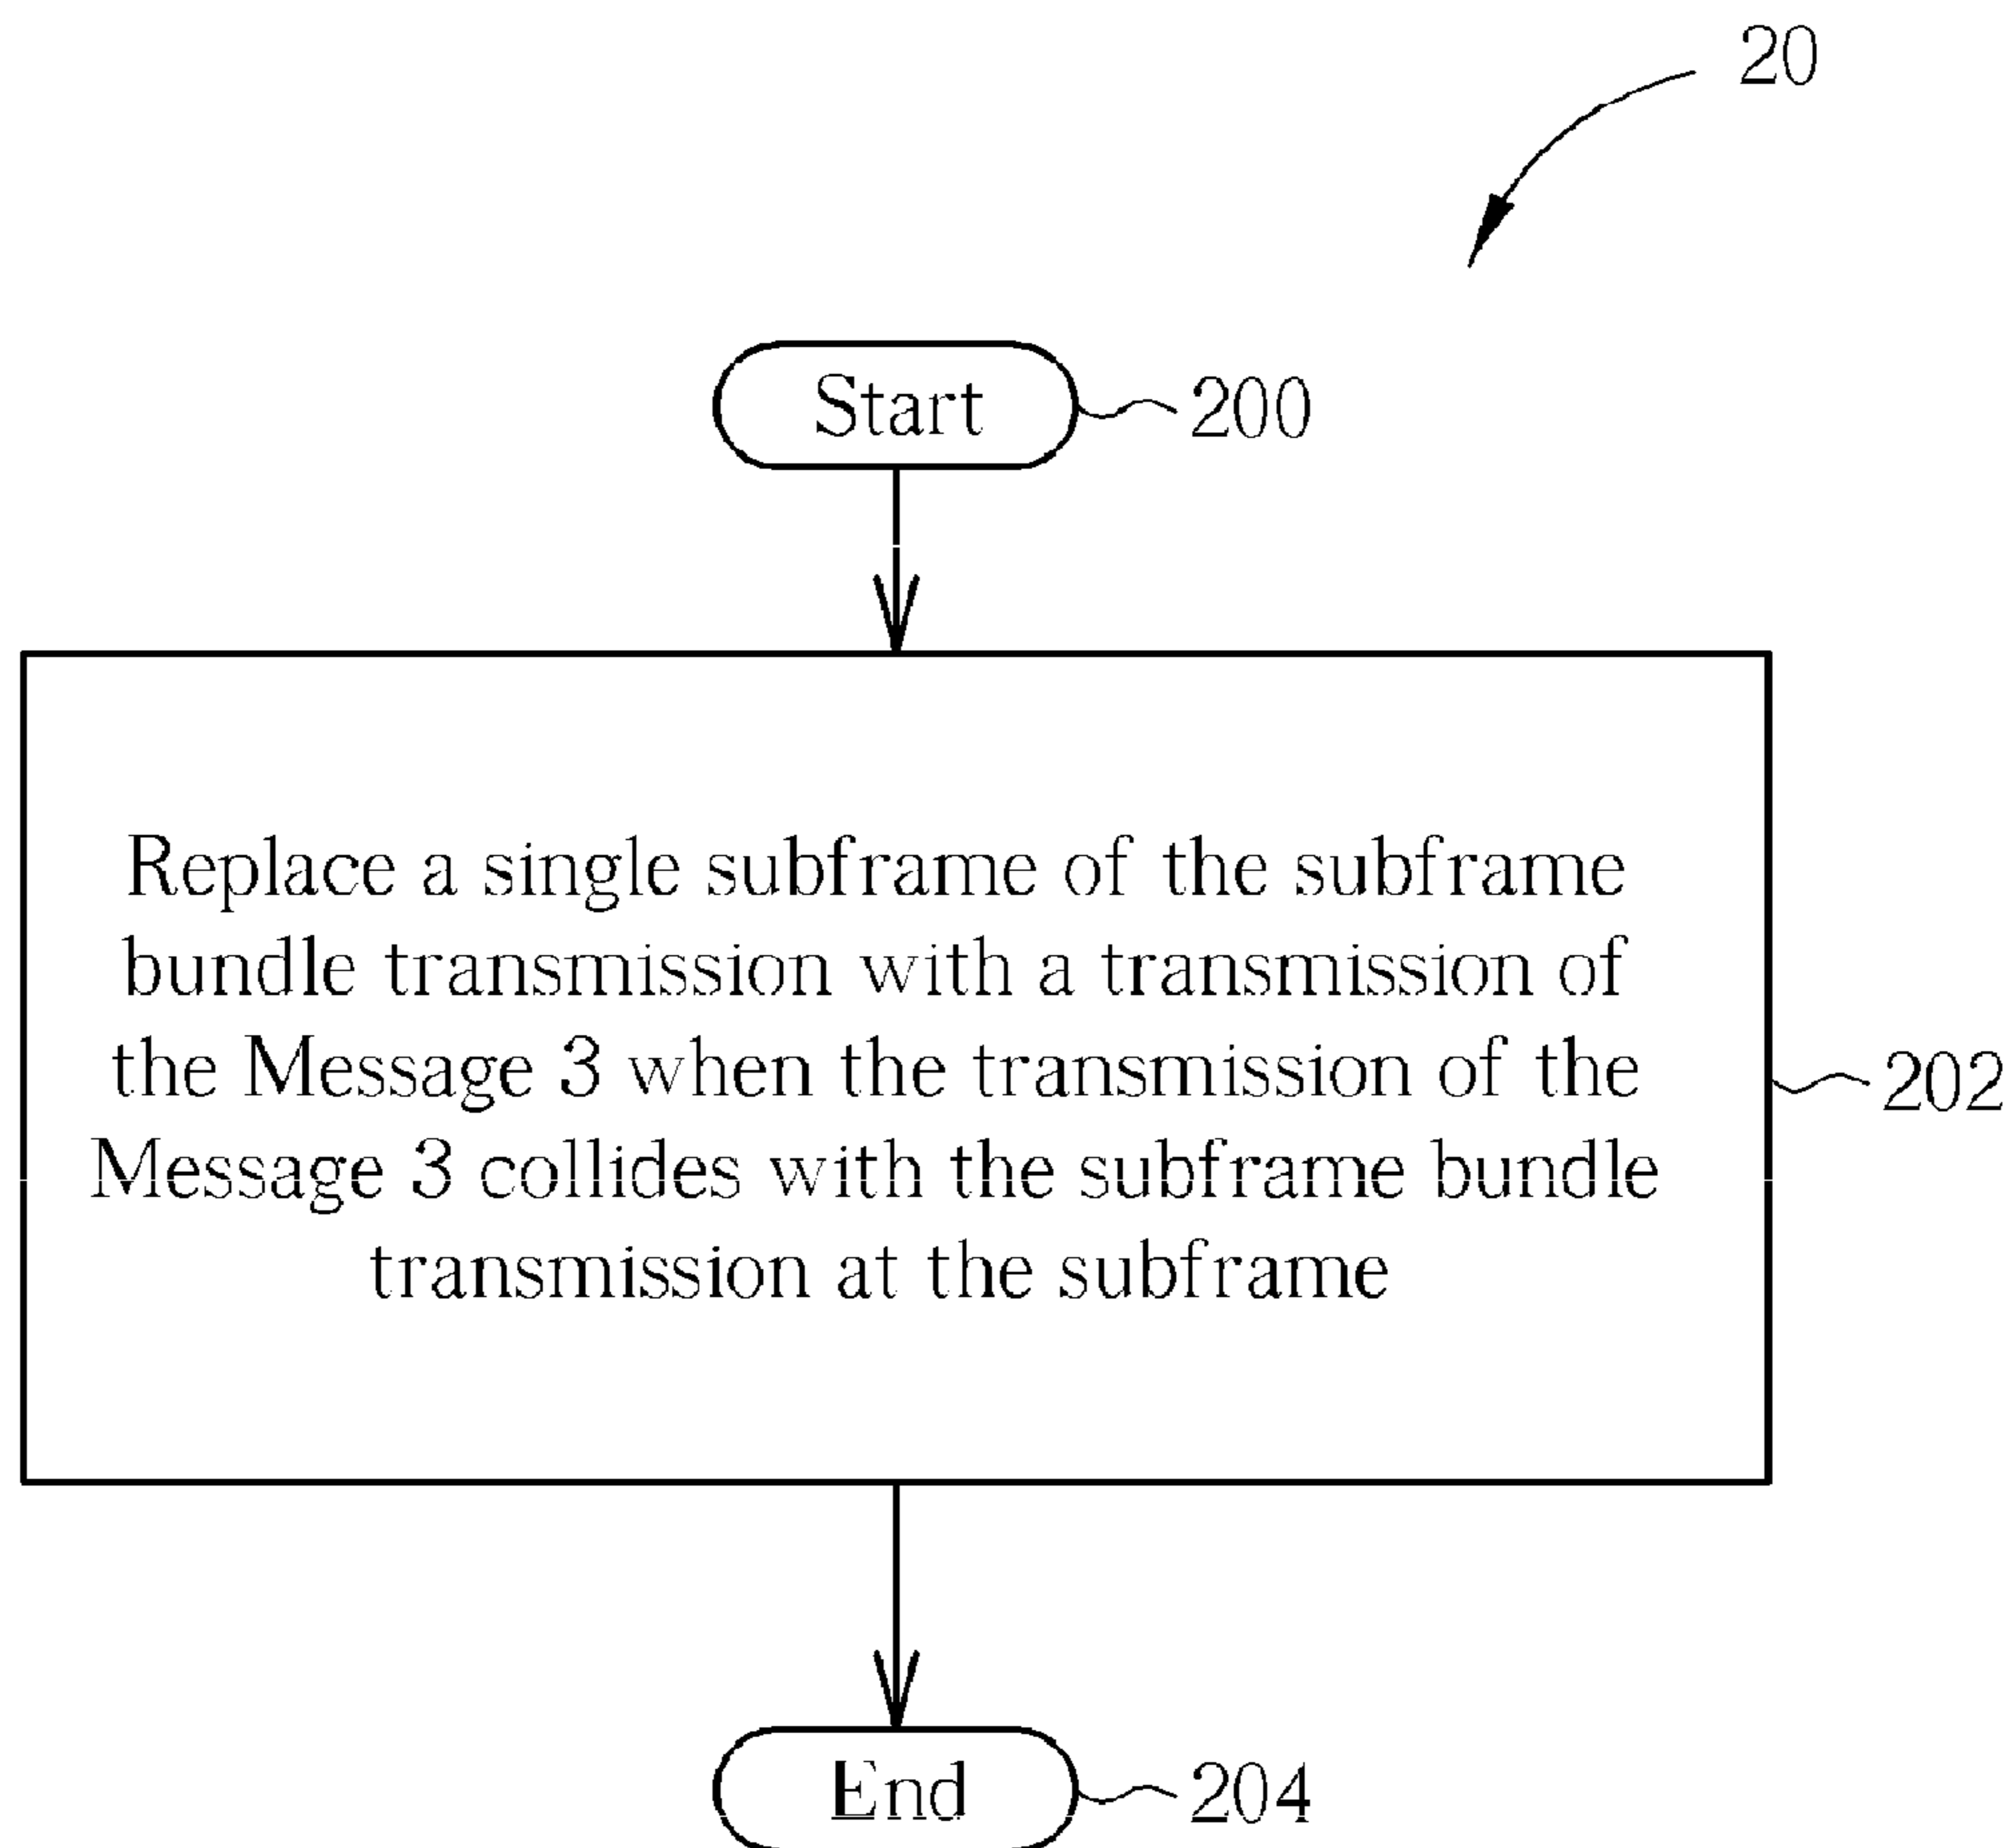 20
Start
200
Replace a single subframe of the subframe
bundle transmission with a transmission of
the Message 3 when the transmission of the
Message 3 collides with the subframe bundle
transmission at the subframe
202
End
204